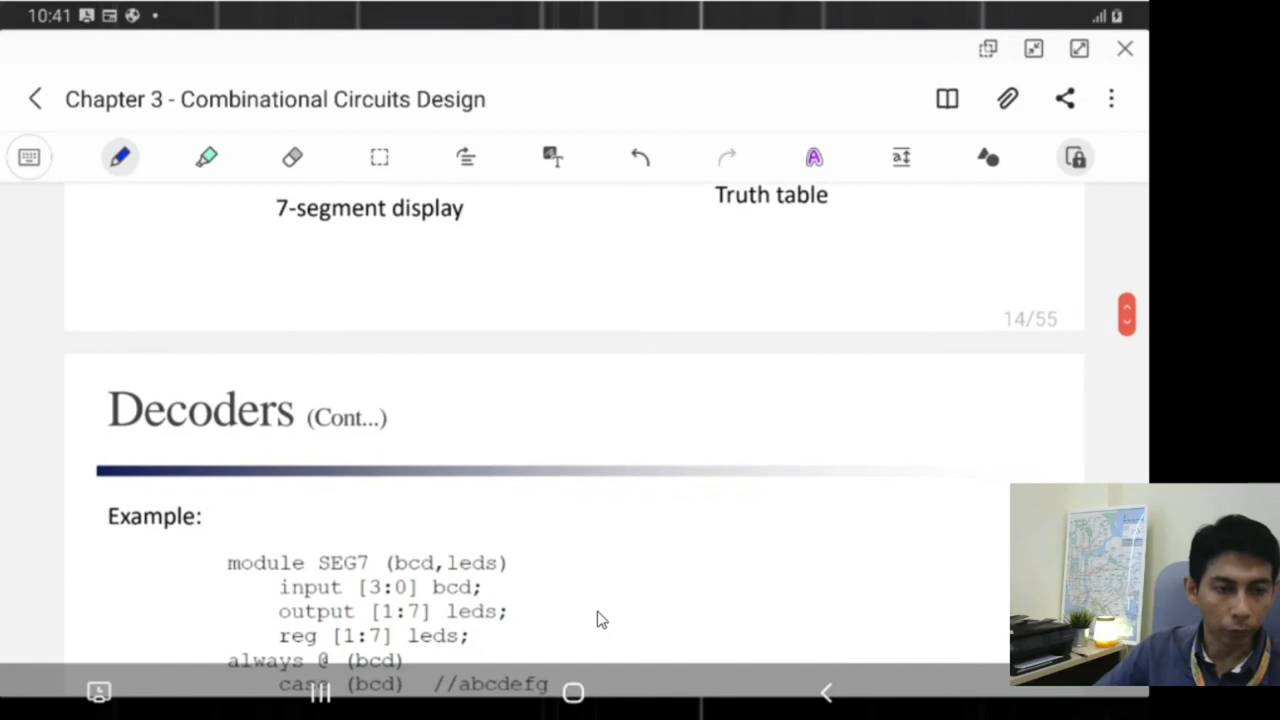 10:41
Chapter 3 - Combinational Circuits Design
7-segment display
Truth table
14/55
Decoders (Cont...)
Example:
module SEG7 (bcd,leds)
input [3:0] bcd;
output [1:7] leds;
reg [1:7] leds;
always @ (bcd)
case (bcd) //abcdefg